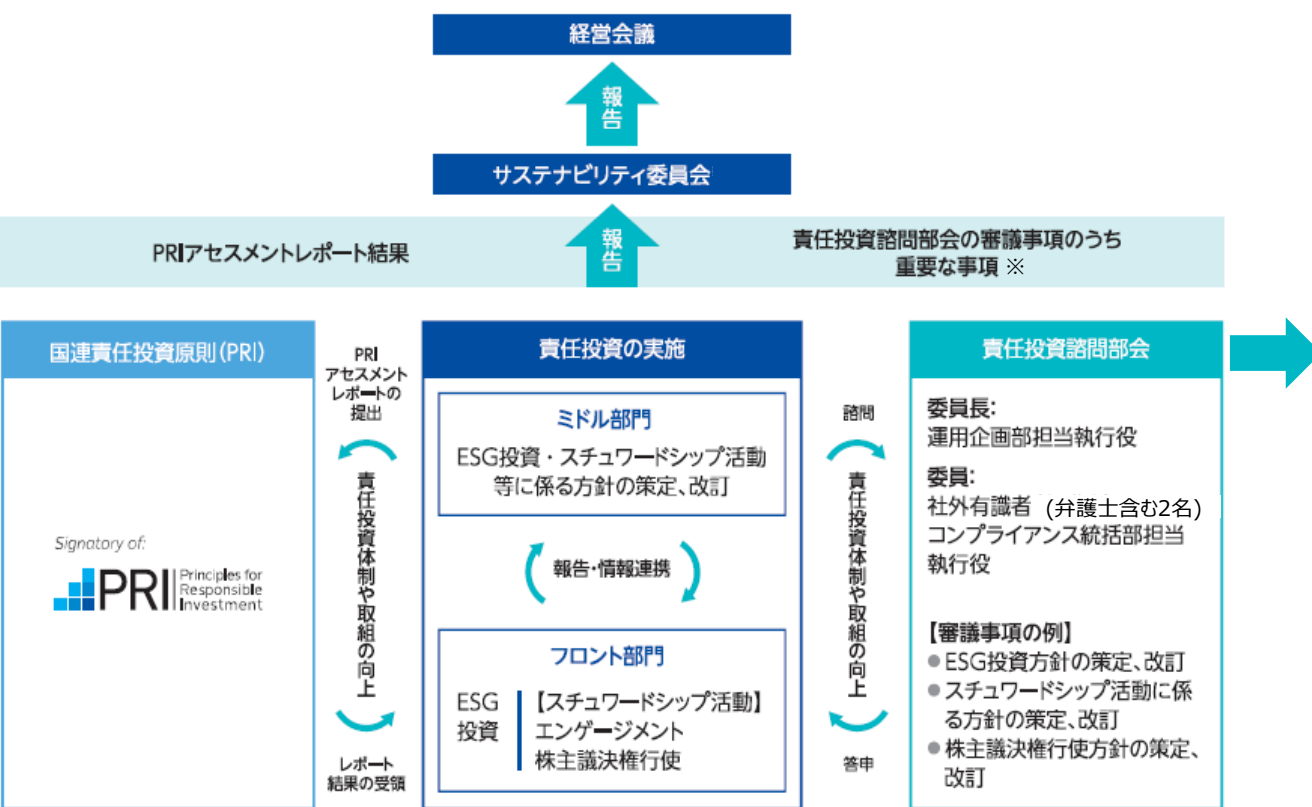 経営会議
報告
サステナビリティ委員会
PRIアセスメントレポート結果
報告
責任投資諮問部会の審議事項のうち
重要な事項 ※
国連責任投資原則(PRI)
Signatory of:
PRI
Principles for
Responsible
Investment
PRI
アセスメント
レポートの
提出
責任投資体制や取組の向上
レポート
結果の受領
責任投資の実施
ミドル部門
ESG投資・スチュワードシップ活動
等に係る方針の策定、改訂
報告・情報連携
フロント部門
ESG
投資
【スチュワードシップ活動】
エンゲージメント
株主議決権行使
諮問
責任投資体制や取組の向上
答申
責任投資諮問部会
委員長:
運用企画部担当執行役
委員:
社外有識者 (弁護士含む2名)
コンプライアンス統括部担当
執行役
【審議事項の例】
●ESG投資方針の策定、改訂
●スチュワードシップ活動に係
る方針の策定、改訂
●株主議決権行使方針の策定、
改訂